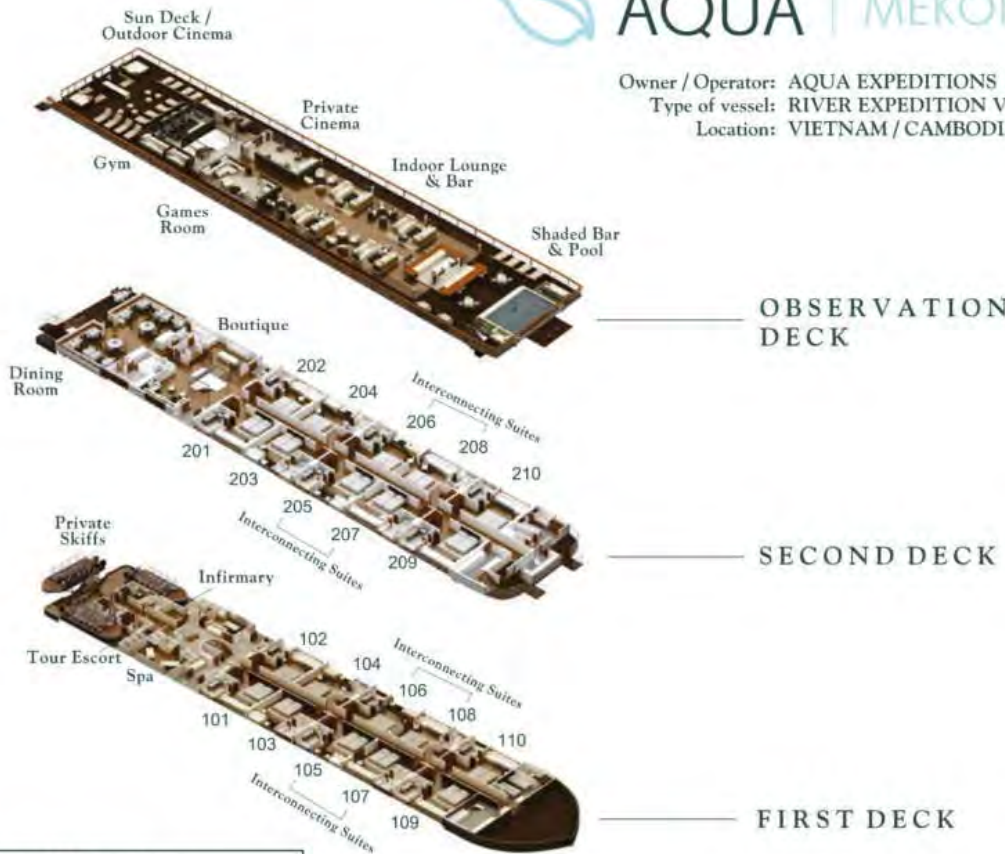 AQUA
Owner / Operator: AQUA EXPEDITIONS
Type of vessel: RIVER EXPEDITION
Location: VIETNAM /
Sun Deck /
Outdoor Cinema
Private
Cinema
Gym
Indoor Lounge
& Bar
Games
Room
Shaded Bar
& Pool
OBSERVATION
DECK
Boutique
Dining
Room
202
204
Interconnecting Suites
206
208
210
201
203
205
207
209
Interconnecting Suites
SECOND DECK
Private
Skiffs
Infirmary
Tour Escort
Spa
102
104
Interconnecting Suites
106
108
110
101
103
105
107
109
Interconnecting Suites
FIRST DECK